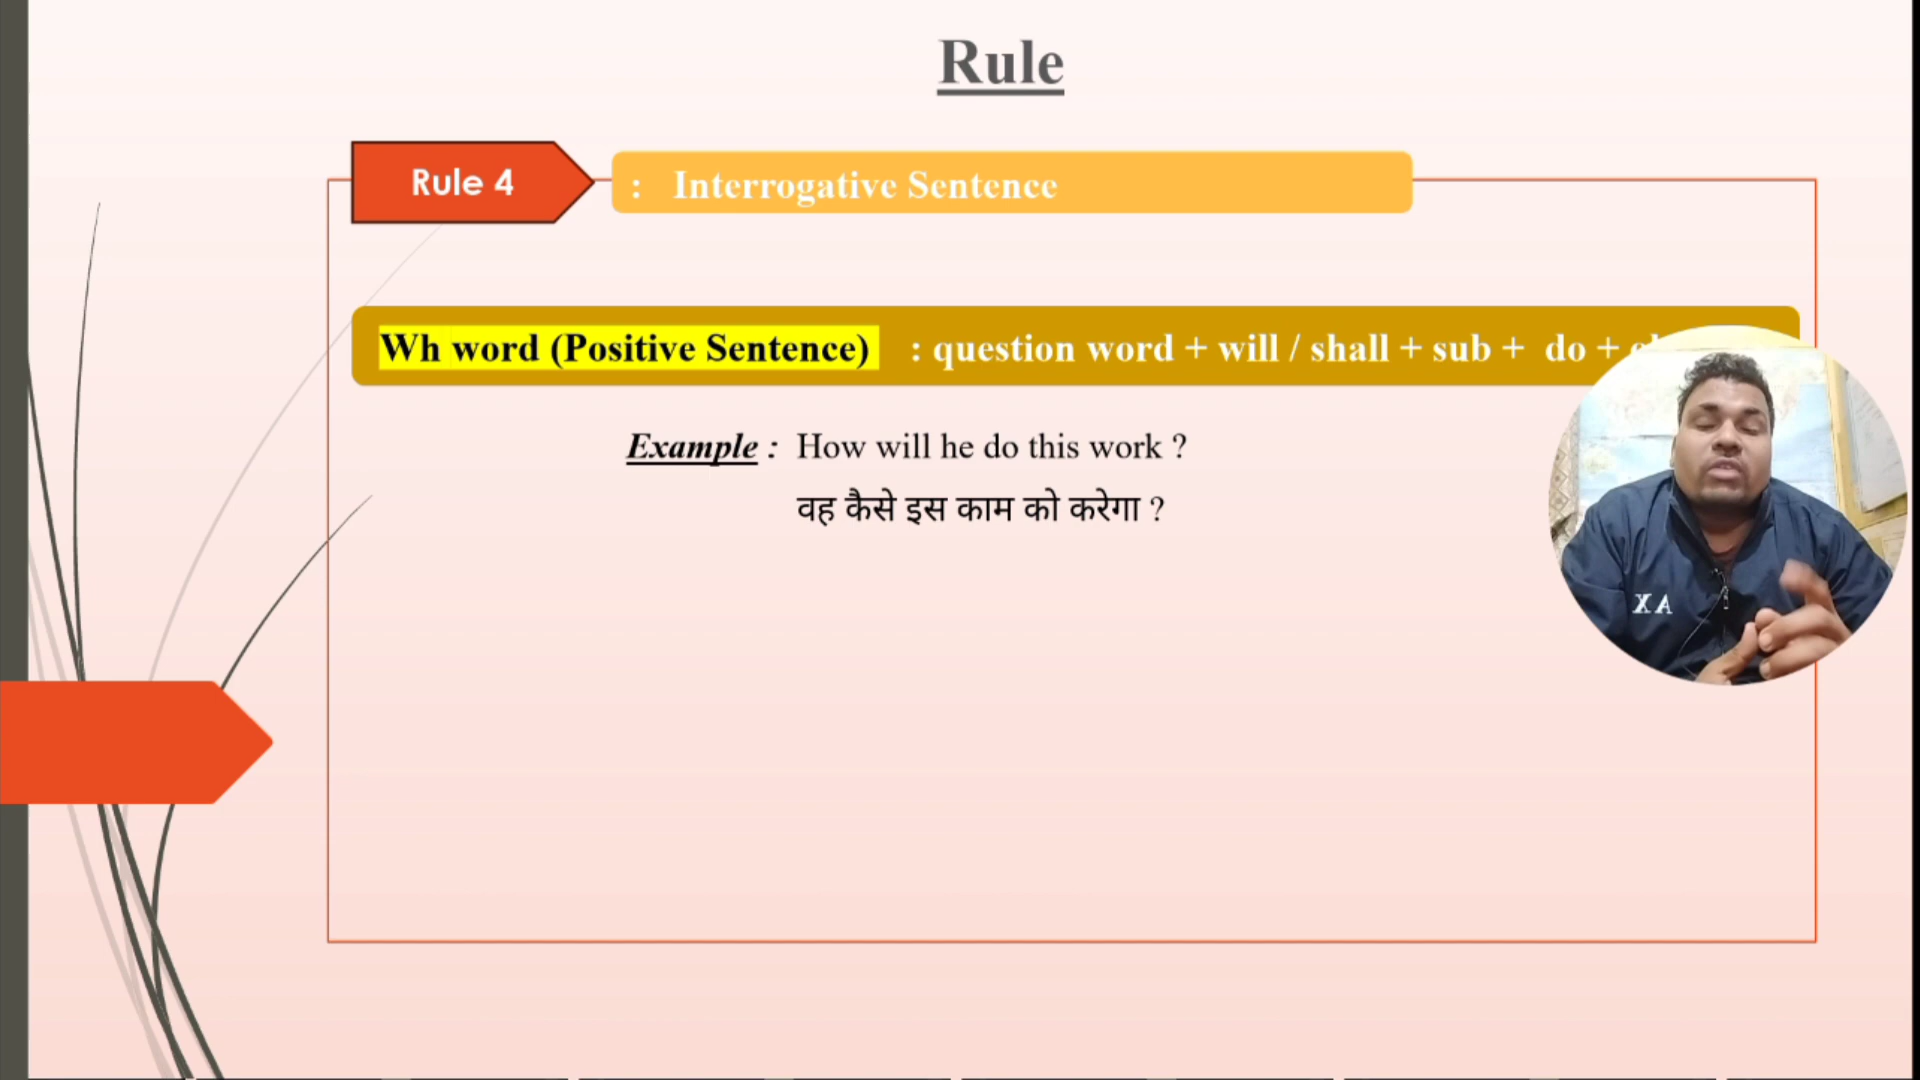 Rule
Rule 4
: Interrogative Sentence
Wh word (Positive Sentence) : question word + will / shall + sub + do +
Example : How will he do this work ?
वह कैसे इस काम को करेगा ?
X A